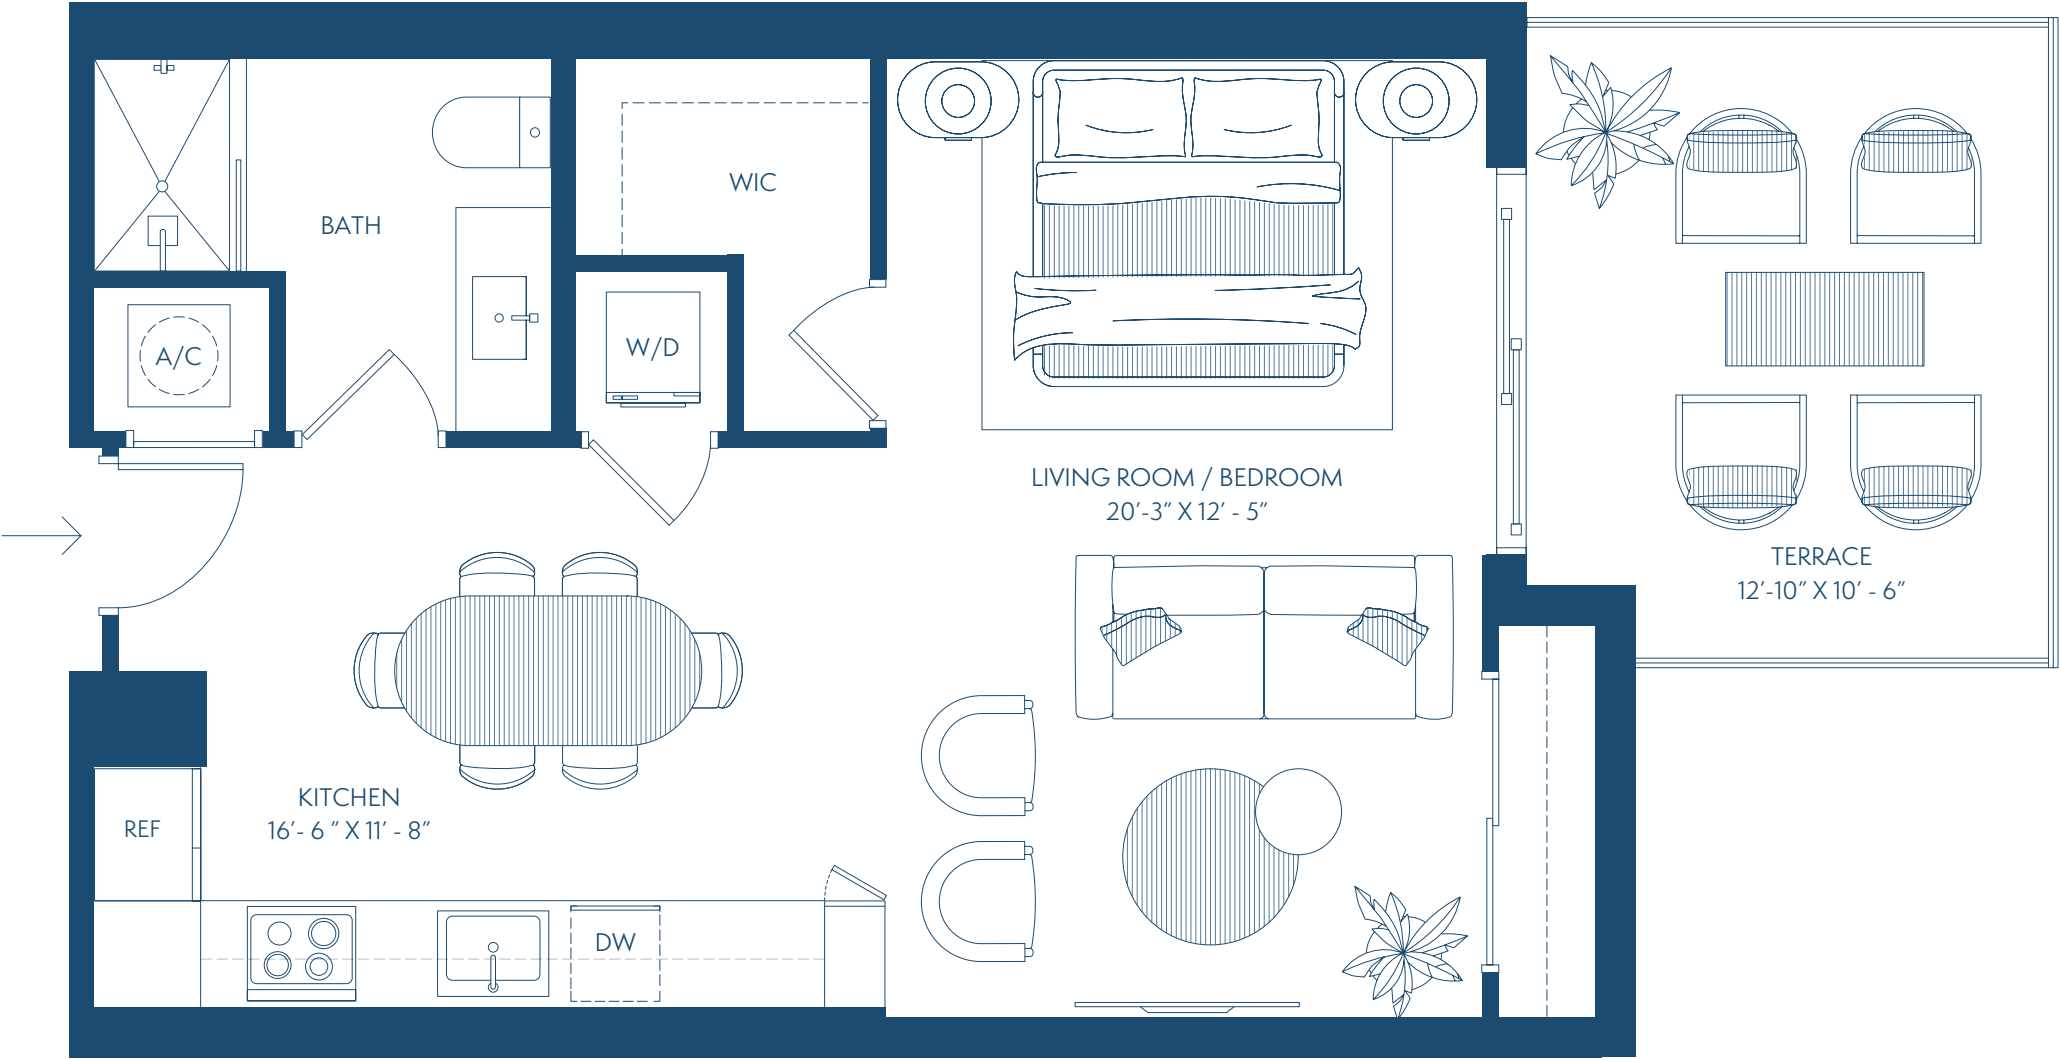 WIC
BATH
W/D
A/C
LIVING ROOM / BEDROOM
20’-3” X 12’ - 5”
TERRACE
12’-10” X 10’ - 6”
KITCHEN
16’- 6 ” X 11’ - 8”
REF
DW